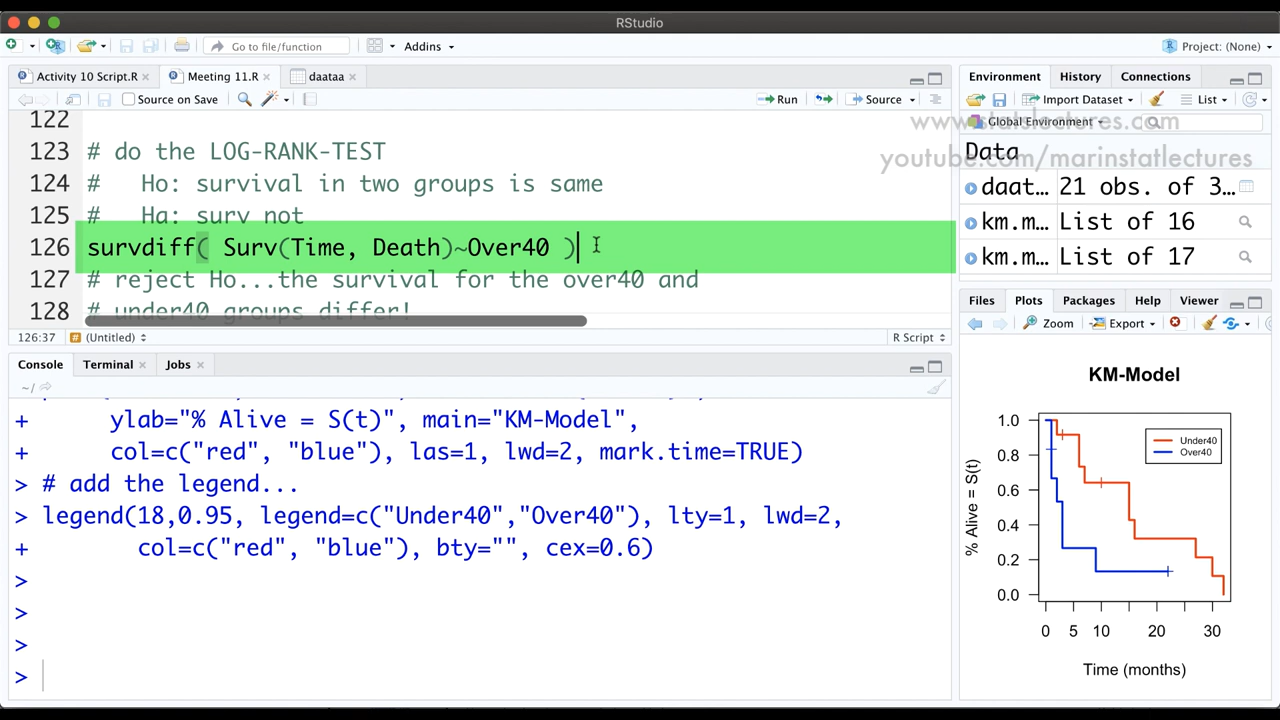 RStudio
Go to file/function
Addins
Project: (None)
Activity 10 Script.R
Meeting 11.R
daataa
Source on Save
Run
Source
122
123 # do the LOG-RANK-TEST
124 #   Ho: survival in two groups is same
125 #   Ha: surv not
126 survdiff( Surv(Time, Death)~Over40 )
127 # reject Ho...the survival for the over40 and
128 # under40 groups differ!
126:37
(Untitled)
R Script
Console
Terminal
Jobs
~/
+       ylab="% Alive = S(t)", main="KM-Model",
+       col=c("red", "blue"), las=1, lwd=2, mark.time=TRUE)
> # add the legend...
> legend(18,0.95, legend=c("Under40","Over40"), lty=1, lwd=2,
+         col=c("red", "blue"), bty="", cex=0.6)
>
>
>
>
Environment
History
Connections
Import Dataset
List
Global Environment
www.statslectures.com
Data
youtube.com/marinstatlectures
daat... 21 obs. of 3...
km.m... List of 16
km.m... List of 17
Files
Plots
Packages
Help
Viewer
Zoom
Export
KM-Model
Under40
Over40
% Alive = S(t)
1.0
0.8
0.6
0.4
0.2
0.0
0 5 10 20 30
Time (months)